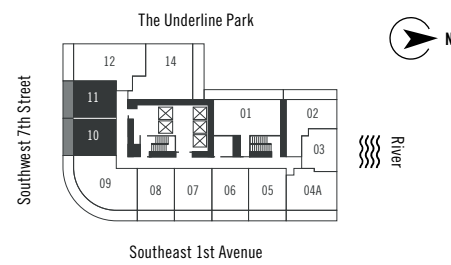 The Underline Park
N
12
14
11
01
02
10
03
09
08
07
06
05
04A
Southwest 7th Street
River
Southeast 1st Avenue